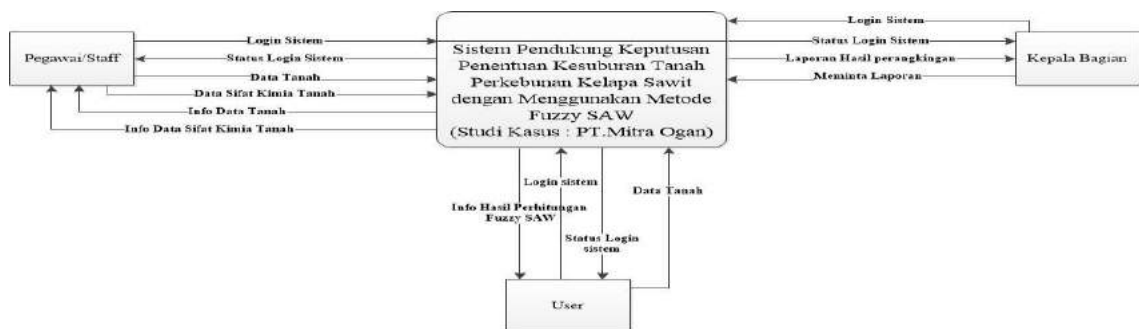 Login Sistem
Login Sistem
Status Login Sistem
Pegawai/Staff
Status Login Sistem
Sistem Pendukung Keputusan
Penentuan Kesuburan Tanah
Perkebunan Kelapa Sawit
dengan Menggunakan Metode
Fuzzy SAW
(Studi Kasus : PT.Mitra Ogan)
Laporan Hasil perangkingan
Kepala Bagian
Data Tanah
Meminta Laporan
Data Sifat Kimia Tanah
Info Data Tanah
Info Data Sifat Kimia Tanah
Login sistem
Data Tanah
Info Hasil Perhitungan
Fuzzy SAW
Status Login
sistem
User